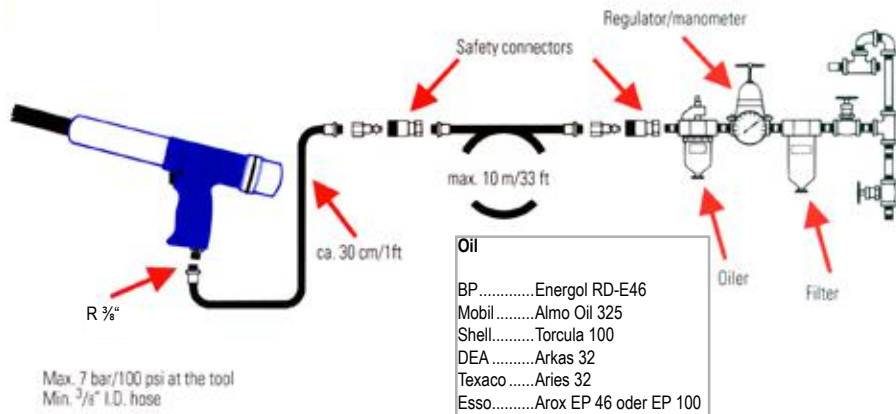 Regulator/manometer
Safety connectors
max. 10 m/33 ft
ca. 30 cm/1ft
R ⅜“
Oiler
Filter
Oil
BP.............Energol RD-E46
Mobil.........Almo Oil 325
Shell..........Torcula 100
DEA...........Arkas 32
Texaco......Aries 32
Esso..........Arox EP 46 oder EP 100
Max. 7 bar/100 psi at the tool
Min. ³/₈" I.D. hose